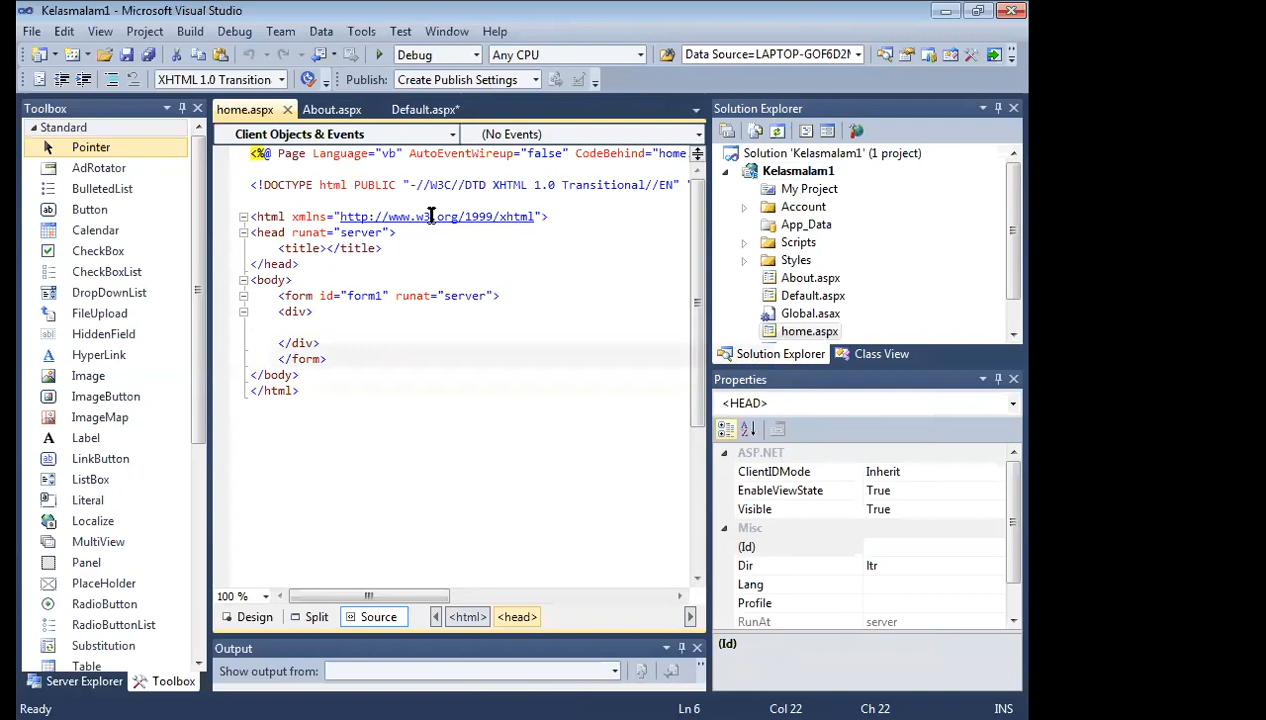 Kelasmalam1 - Microsoft Visual Studio
File Edit View Project Build Debug Team Data Tools Test Window Help
Debug Any CPU Data Source=LAPTOP-GOF6D2N
XHTML 1.0 Transition Publish: Create Publish Settings
Toolbox
Standard
Pointer
AdRotator
BulletedList
Button
Calendar
CheckBox
CheckBoxList
DropDownList
FileUpload
HiddenField
HyperLink
Image
ImageButton
ImageMap
Label
LinkButton
ListBox
Literal
Localize
MultiView
Panel
PlaceHolder
RadioButton
RadioButtonList
Substitution
Table
Server Explorer Toolbox
home.aspx About.aspx Default.aspx*
Client Objects & Events (No Events)
<%@ Page Language="vb" AutoEventWireup="false" CodeBehind="home
<!DOCTYPE html PUBLIC "-//W3C//DTD XHTML 1.0 Transitional//EN" "
<html xmlns="http://www.w3.org/1999/xhtml">
<head runat="server">
<title></title>
</head>
<body>
<form id="form1" runat="server">
<div>
</div>
</form>
</body>
</html>
100 %
Design Split Source <html> <head>
Output
Show output from:
Solution Explorer
Solution 'Kelasmalam1' (1 project)
Kelasmalam1
My Project
Account
App_Data
Scripts
Styles
About.aspx
Default.aspx
Global.asax
home.aspx
Solution Explorer Class View
Properties
<HEAD>
ASP.NET
ClientIDMode Inherit
EnableViewState True
Visible True
Misc
(Id)
Dir ltr
Lang
Profile
RunAt server
(Id)
Ready Ln 6 Col 22 Ch 22 INS